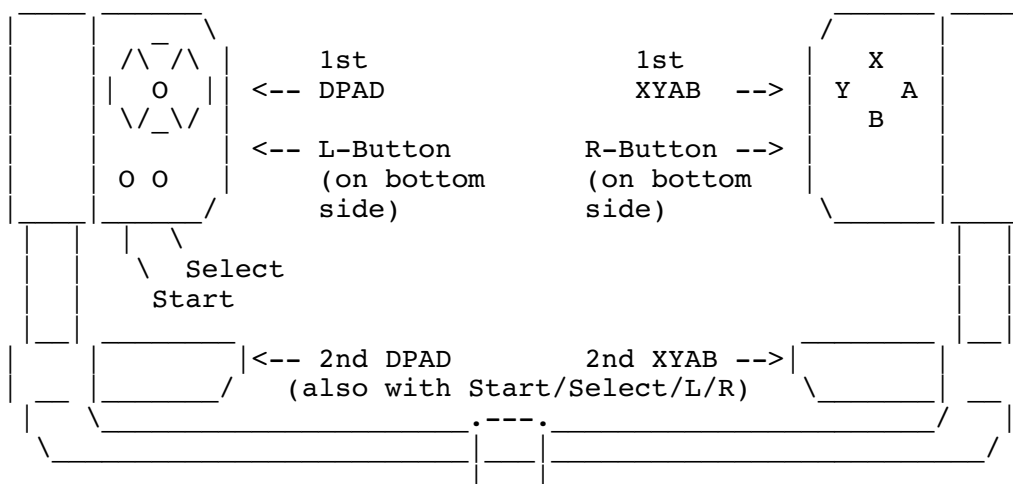 1st 1st X
<-- DPAD XYAB --> Y A
O
B
<-- L-Button R-Button -->
O O (on bottom (on bottom
side) side)
Select
Start
<-- 2nd DPAD 2nd XYAB -->
(also with Start/Select/L/R)